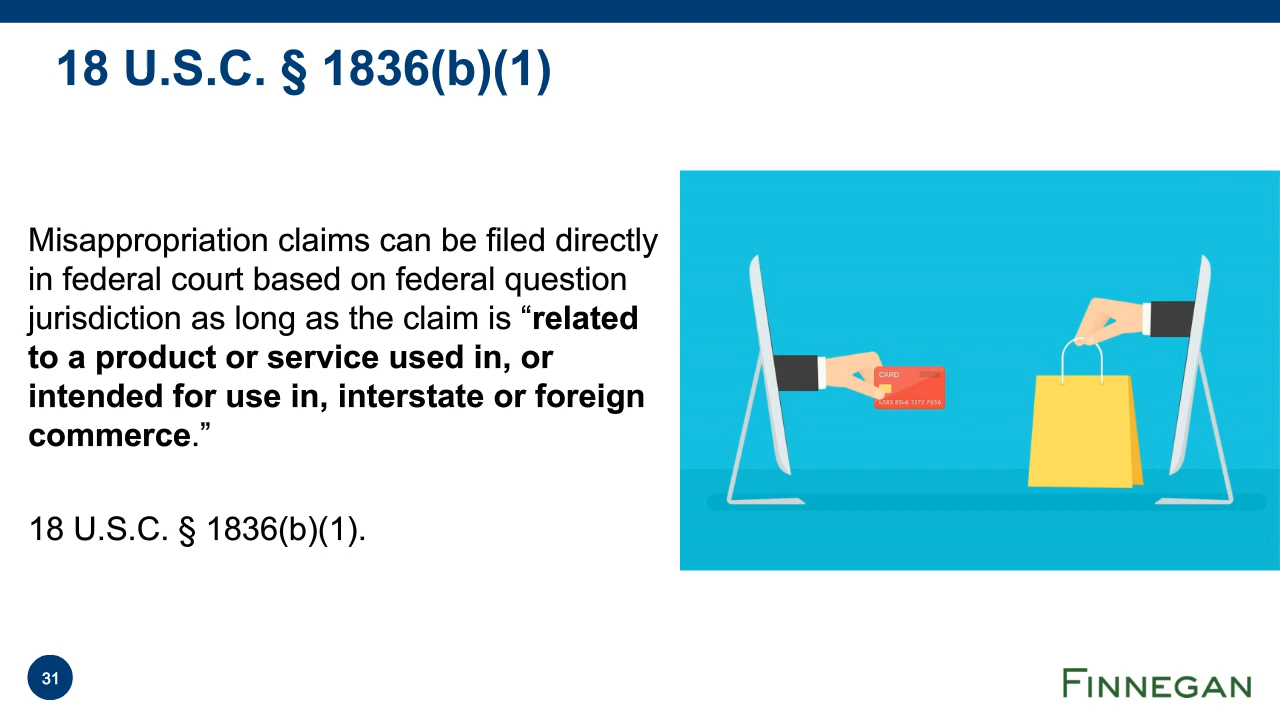 18 U.S.C. § 1836(b)(1)
Misappropriation claims can be filed directly
in federal court based on federal question
jurisdiction as long as the claim is “related
to a product or service used in, or
intended for use in, interstate or foreign
commerce.”
18 U.S.C. § 1836(b)(1).
CARD
31
FINNEGAN